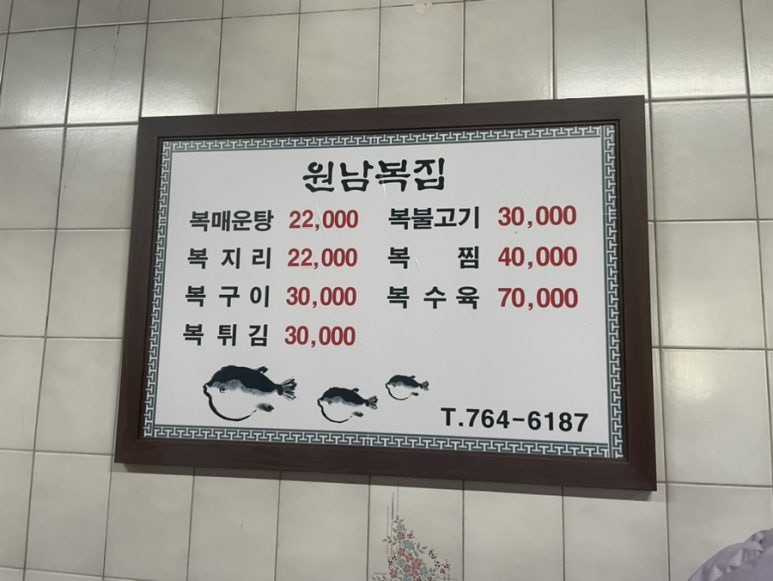 원남복집
복매운탕 22,000 복불고기 30,000
복 지 리 22,000 복 찜 40,000
복 구 이 30,000 복 수 육 70,000
복 튀 김 30,000
T.764-6187